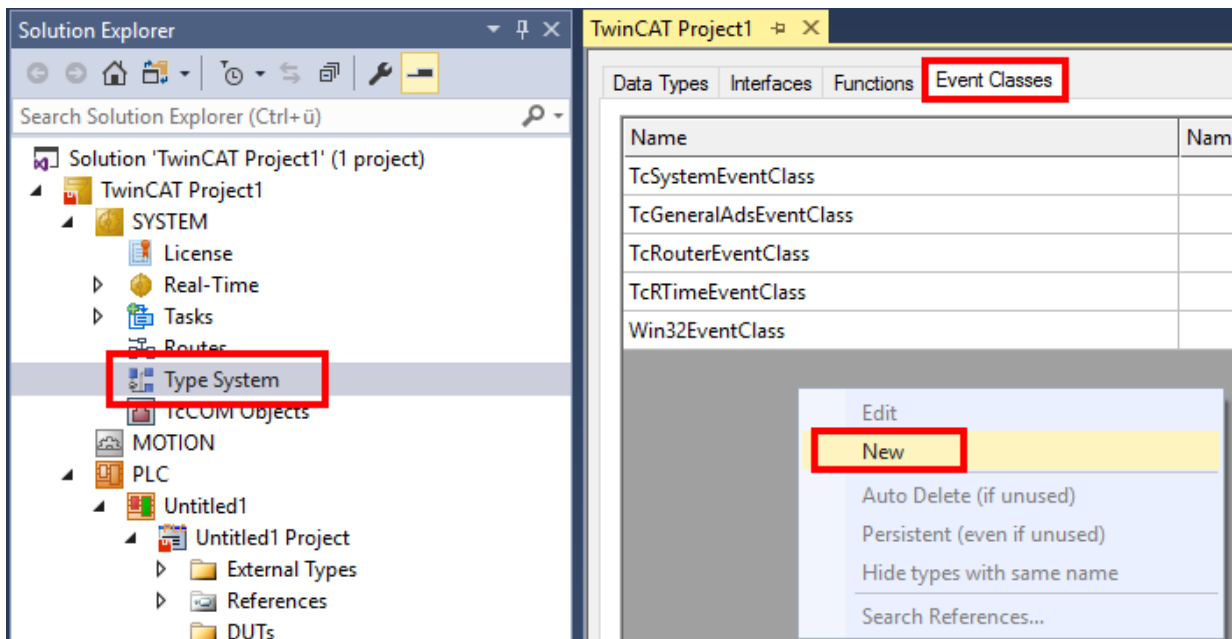 Solution Explorer
Search Solution Explorer (Ctrl+ü)
Solution 'TwinCAT Project1' (1 project)
TwinCAT Project1
SYSTEM
License
Real-Time
Tasks
Routes
Type System
TcCOM Objects
MOTION
PLC
Untitled1
Untitled1 Project
External Types
References
DUTs
TwinCAT Project1
Data Types Interfaces Functions Event Classes
Name Nam
TcSystemEventClass
TcGeneralAdsEventClass
TcRouterEventClass
TcRTimeEventClass
Win32EventClass
Edit
New
Auto Delete (if unused)
Persistent (even if unused)
Hide types with same name
Search References...